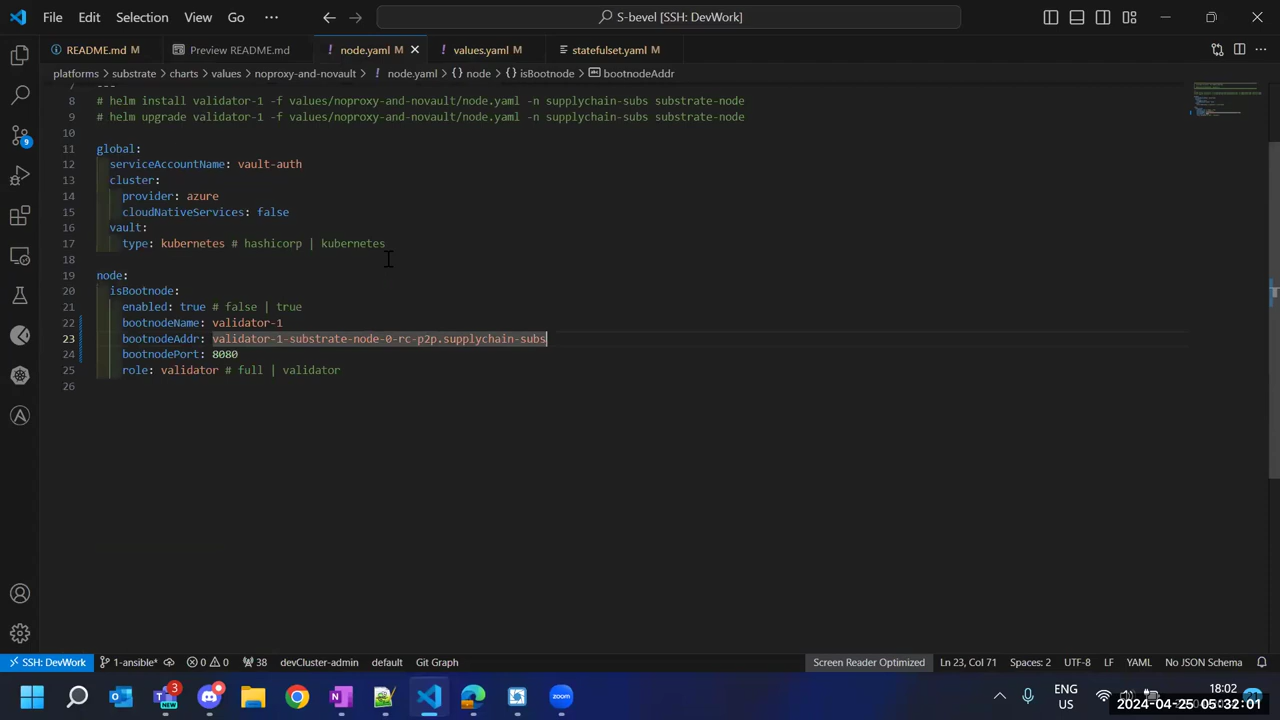 File Edit Selection View Go ··· S-bevel [SSH: DevWork]
README.md M Preview README.md ! node.yaml M ! values.yaml M statefulset.yaml M
platforms > substrate > charts > values > noproxy-and-novault > ! node.yaml > {} node > {} isBootnode > abc bootnodeAddr
7 ---
8 # helm install validator-1 -f values/noproxy-and-novault/node.yaml -n supplychain-subs substrate-node
9 # helm upgrade validator-1 -f values/noproxy-and-novault/node.yaml -n supplychain-subs substrate-node
10
11 global:
12 serviceAccountName: vault-auth
13 cluster:
14 provider: azure
15 cloudNativeServices: false
16 vault:
17 type: kubernetes # hashicorp | kubernetes
18
19 node:
20 isBootnode:
21 enabled: true # false | true
22 bootnodeName: validator-1
23 bootnodeAddr: validator-1-substrate-node-0-rc-p2p.supplychain-subs
24 bootnodePort: 8080
25 role: validator # full | validator
26
9
SSH: DevWork 1-ansible* 0 0 38 devCluster-admin default Git Graph Screen Reader Optimized Ln 23, Col 71 Spaces: 2 UTF-8 LF YAML No JSON Schema
3 NEW zoom ENG US 18:02
2024-04-25 05:32:01